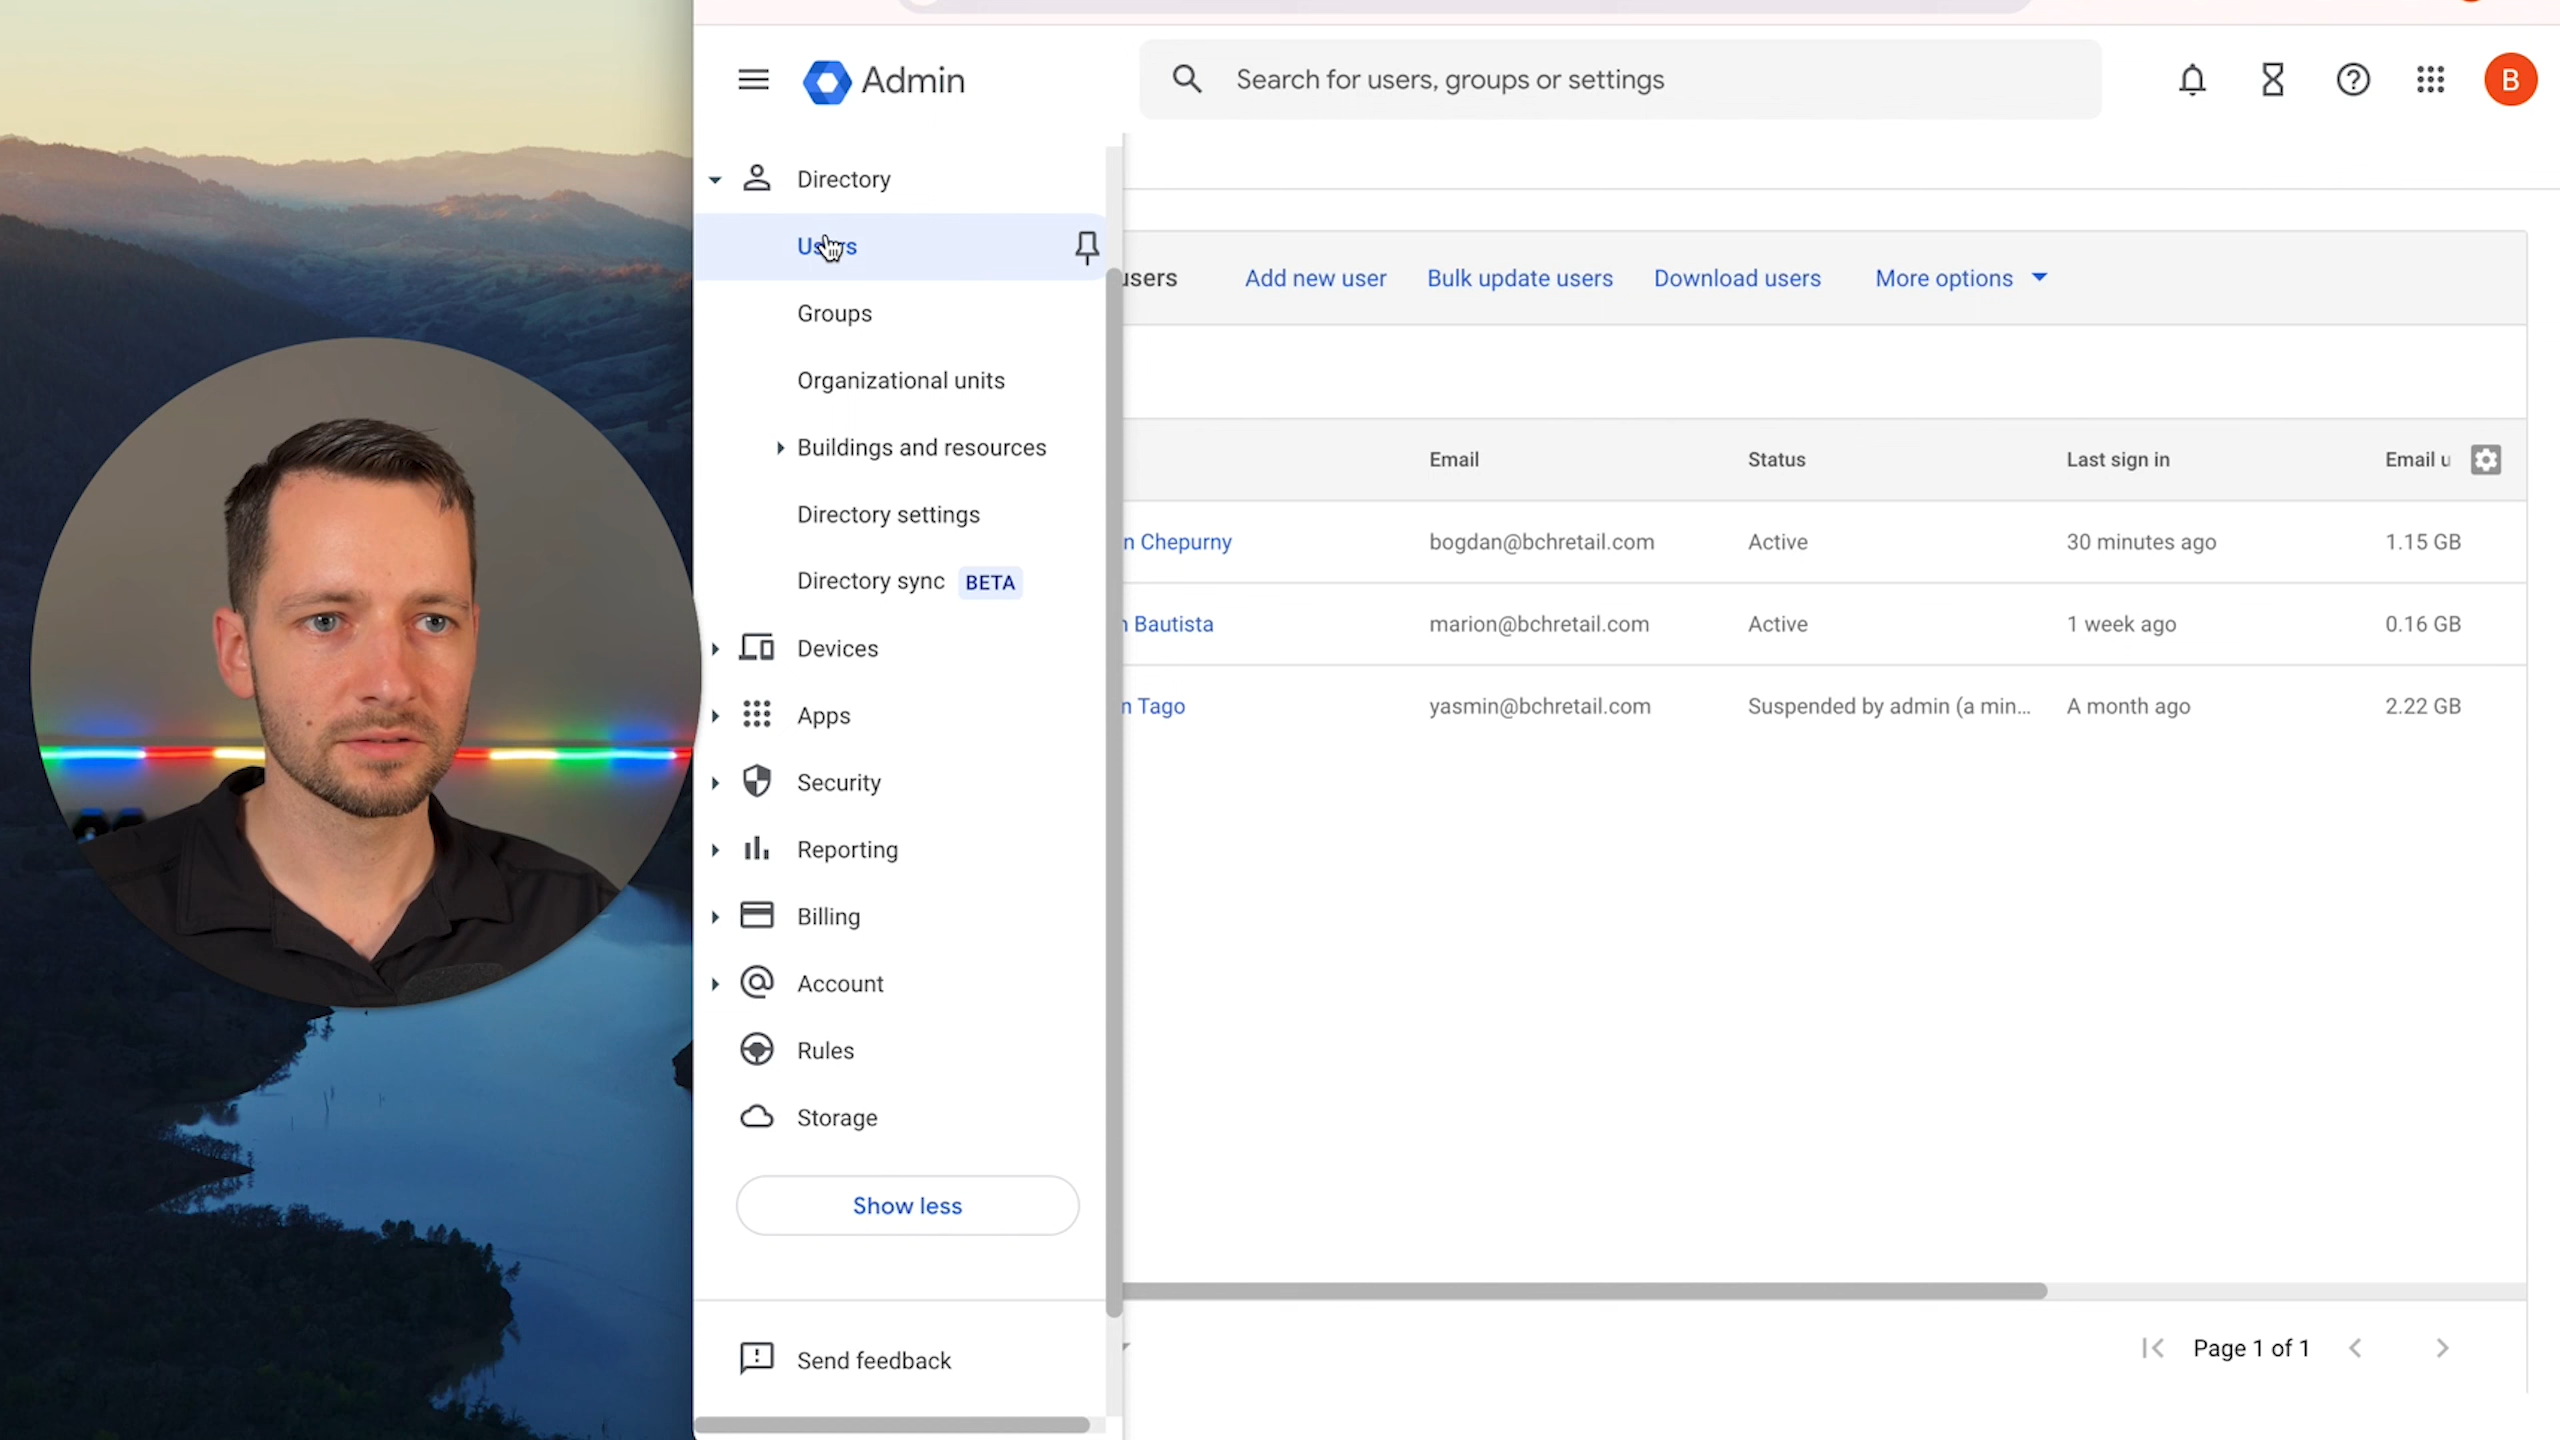 Admin
Search for users, groups or settings
B
Directory
Users
Groups
Organizational units
Buildings and resources
Directory settings
Directory sync BETA
Devices
Apps
Security
Reporting
Billing
Account
Rules
Storage
Show less
Send feedback
users
Add new user
Bulk update users
Download users
More options
Email
Status
Last sign in
Email u
n Chepurny
bogdan@bchretail.com
Active
30 minutes ago
1.15 GB
n Bautista
marion@bchretail.com
Active
1 week ago
0.16 GB
n Tago
yasmin@bchretail.com
Suspended by admin (a min...
A month ago
2.22 GB
Page 1 of 1